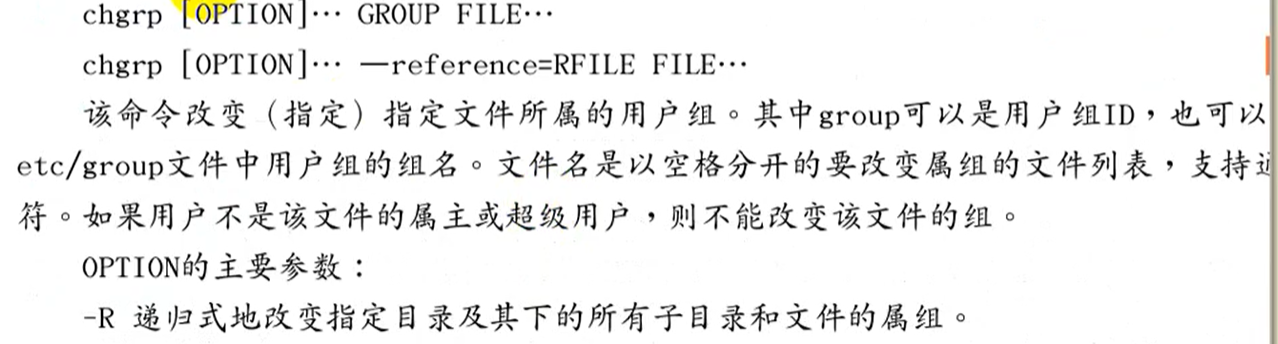 chgrp [OPTION]… GROUP FILE…
chgrp [OPTION]… —reference=RFILE FILE…
该命令改变（指定）指定文件所属的用户组。其中group可以是用户组ID，也可以
etc/group文件中用户组的组名。文件名是以空格分开的要改变属组的文件列表，支持
符。如果用户不是该文件的属主或超级用户，则不能改变该文件的组。
OPTION的主要参数：
-R 递归式地改变指定目录及其下的所有子目录和文件的属组。